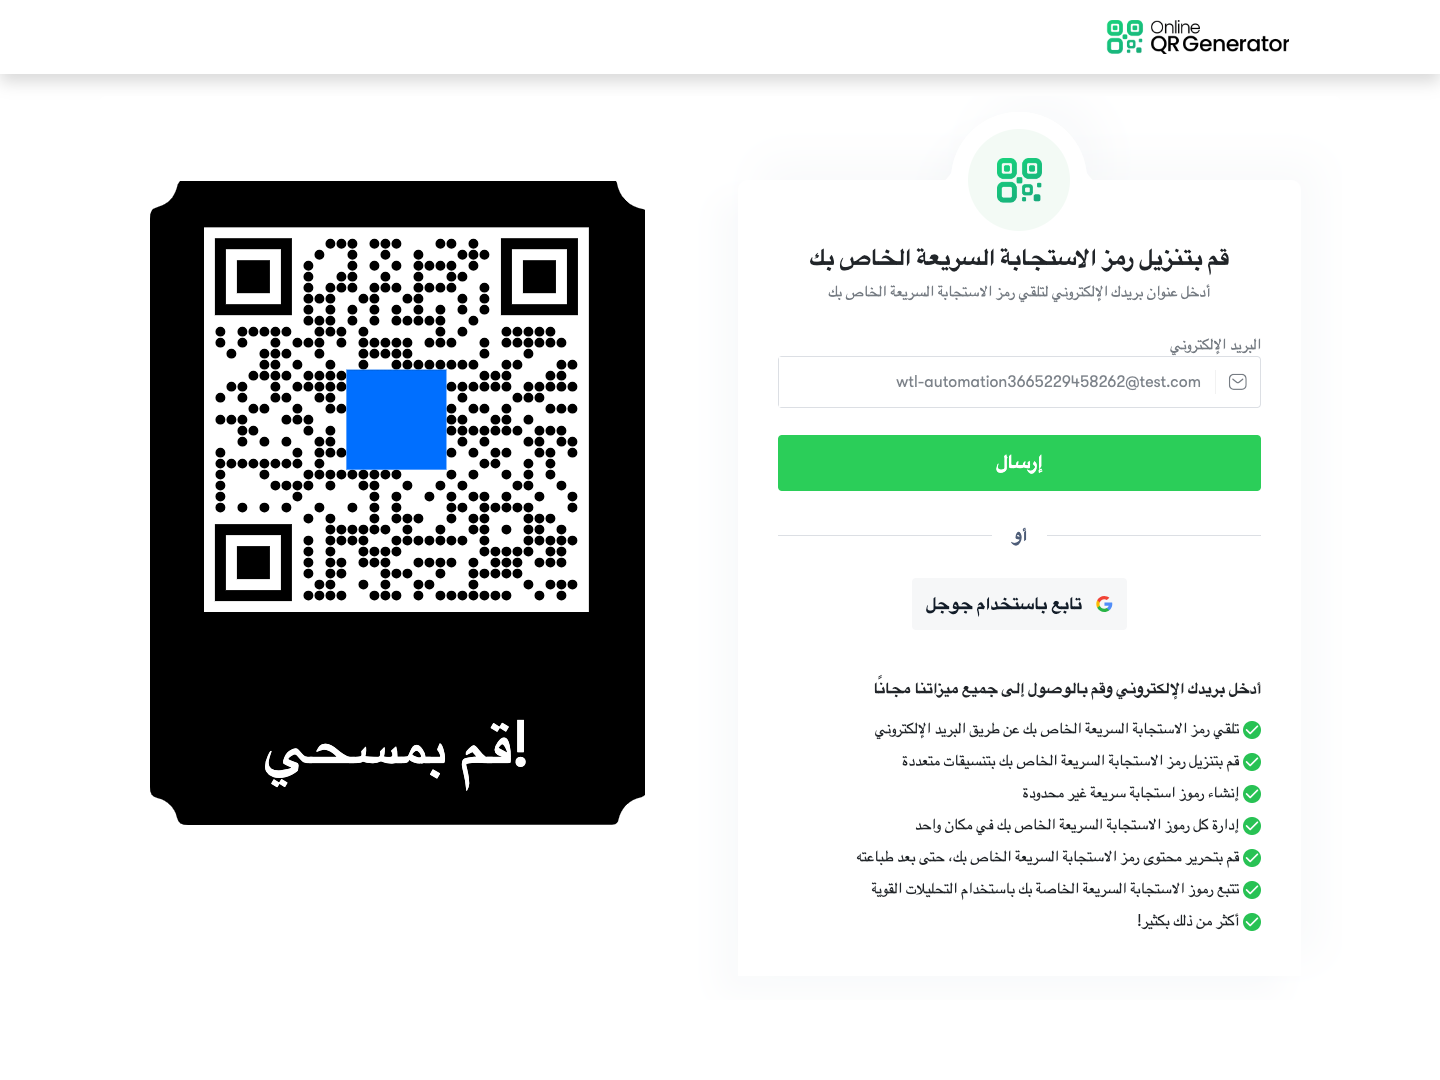 Online
QR Generator
قم بتنزيل رمز الاستجابة السريعة الخاص بك
أدخل عنوان بريدك الإلكتروني لتلقي رمز الاستجابة السريعة الخاص بك
البريد الإلكتروني
wtl-automation3665229458262@test.com
إرسال
أو
تابع باستخدام جوجل
أدخل بريدك الإلكتروني وقم بالوصول إلى جميع ميزاتنا مجانًا
تلقي رمز الاستجابة السريعة الخاص بك عن طريق البريد الإلكتروني
قم بتنزيل رمز الاستجابة السريعة الخاص بك بتنسيقات متعددة
إنشاء رموز استجابة سريعة غير محدودة
إدارة كل رموز الاستجابة السريعة الخاص بك في مكان واحد
قم بتحرير محتوى رمز الاستجابة السريعة الخاص بك، حتى بعد طباعته
تتبع رموز الاستجابة السريعة الخاصة بك باستخدام التحليلات القوية
أكثر من ذلك بكثير!
!قم بمسحي